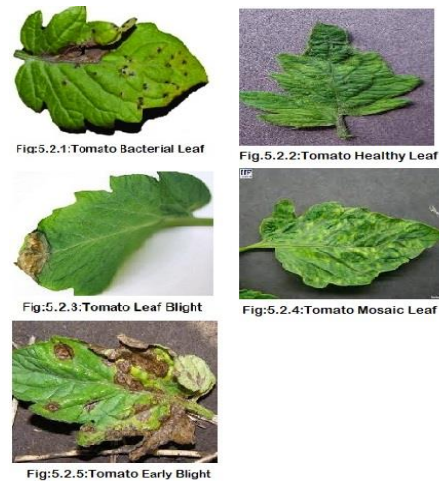 Fig:5.2.1:Tomato Bacterial Leaf
Fig.5.2.2:Tomato Healthy Leaf
Fig:5.2.3:Tomato Leaf Blight
Fig:5.2.4:Tomato Mosaic Leaf
Fig:5.2.5:Tomato Early Blight